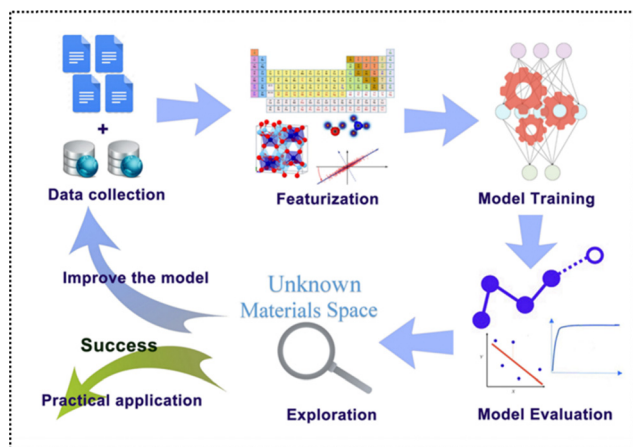 +
Data collection
Featurization
Model Training
Improve the model
Unknown
Materials Space
Success
Practical application
Exploration
Model Evaluation